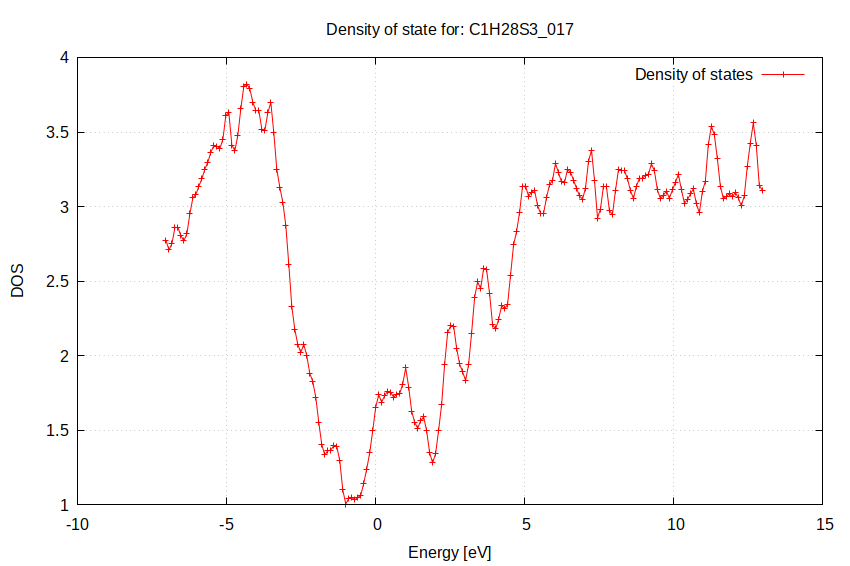 Density of state for: C1H28S3_017
Density of states
4
3.5
3
2.5
2
1.5
1
DOS
-10 -5 0 5 10 15
Energy [eV]